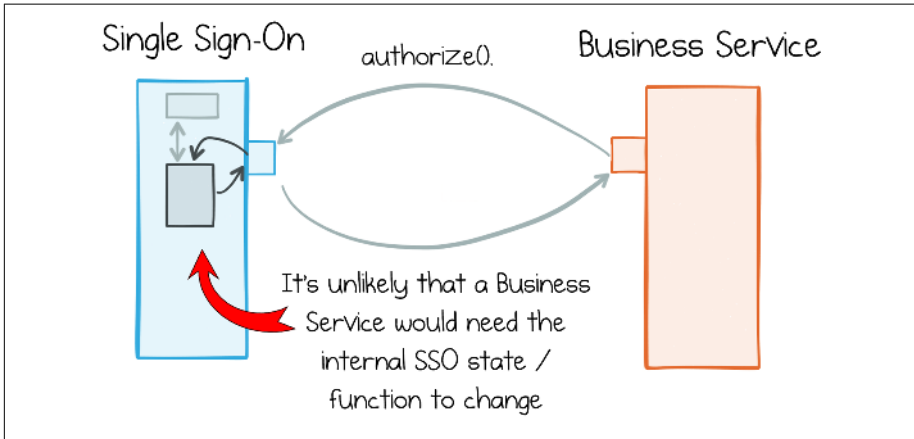 Single Sign-On
Business Service
authorize().
It's unlikely that a Business
Service would need the
internal SSO state /
function to change